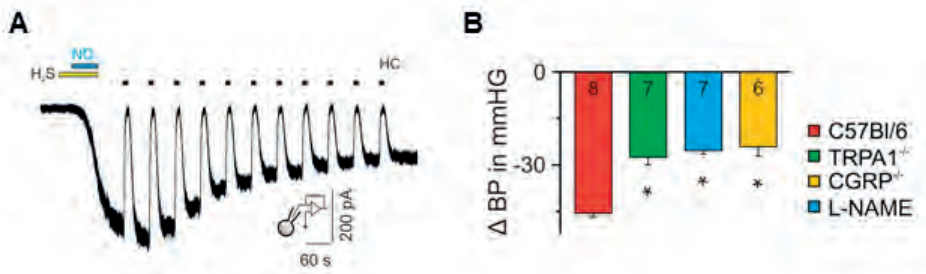 A
NO
H₂S
HC
200 pA
60 s
B
Δ BP in mmHG
0
-30
8
7
7
6
*
*
*
C57Bl/6
TRPA1⁻/⁻
CGRP⁻/⁻
L-NAME